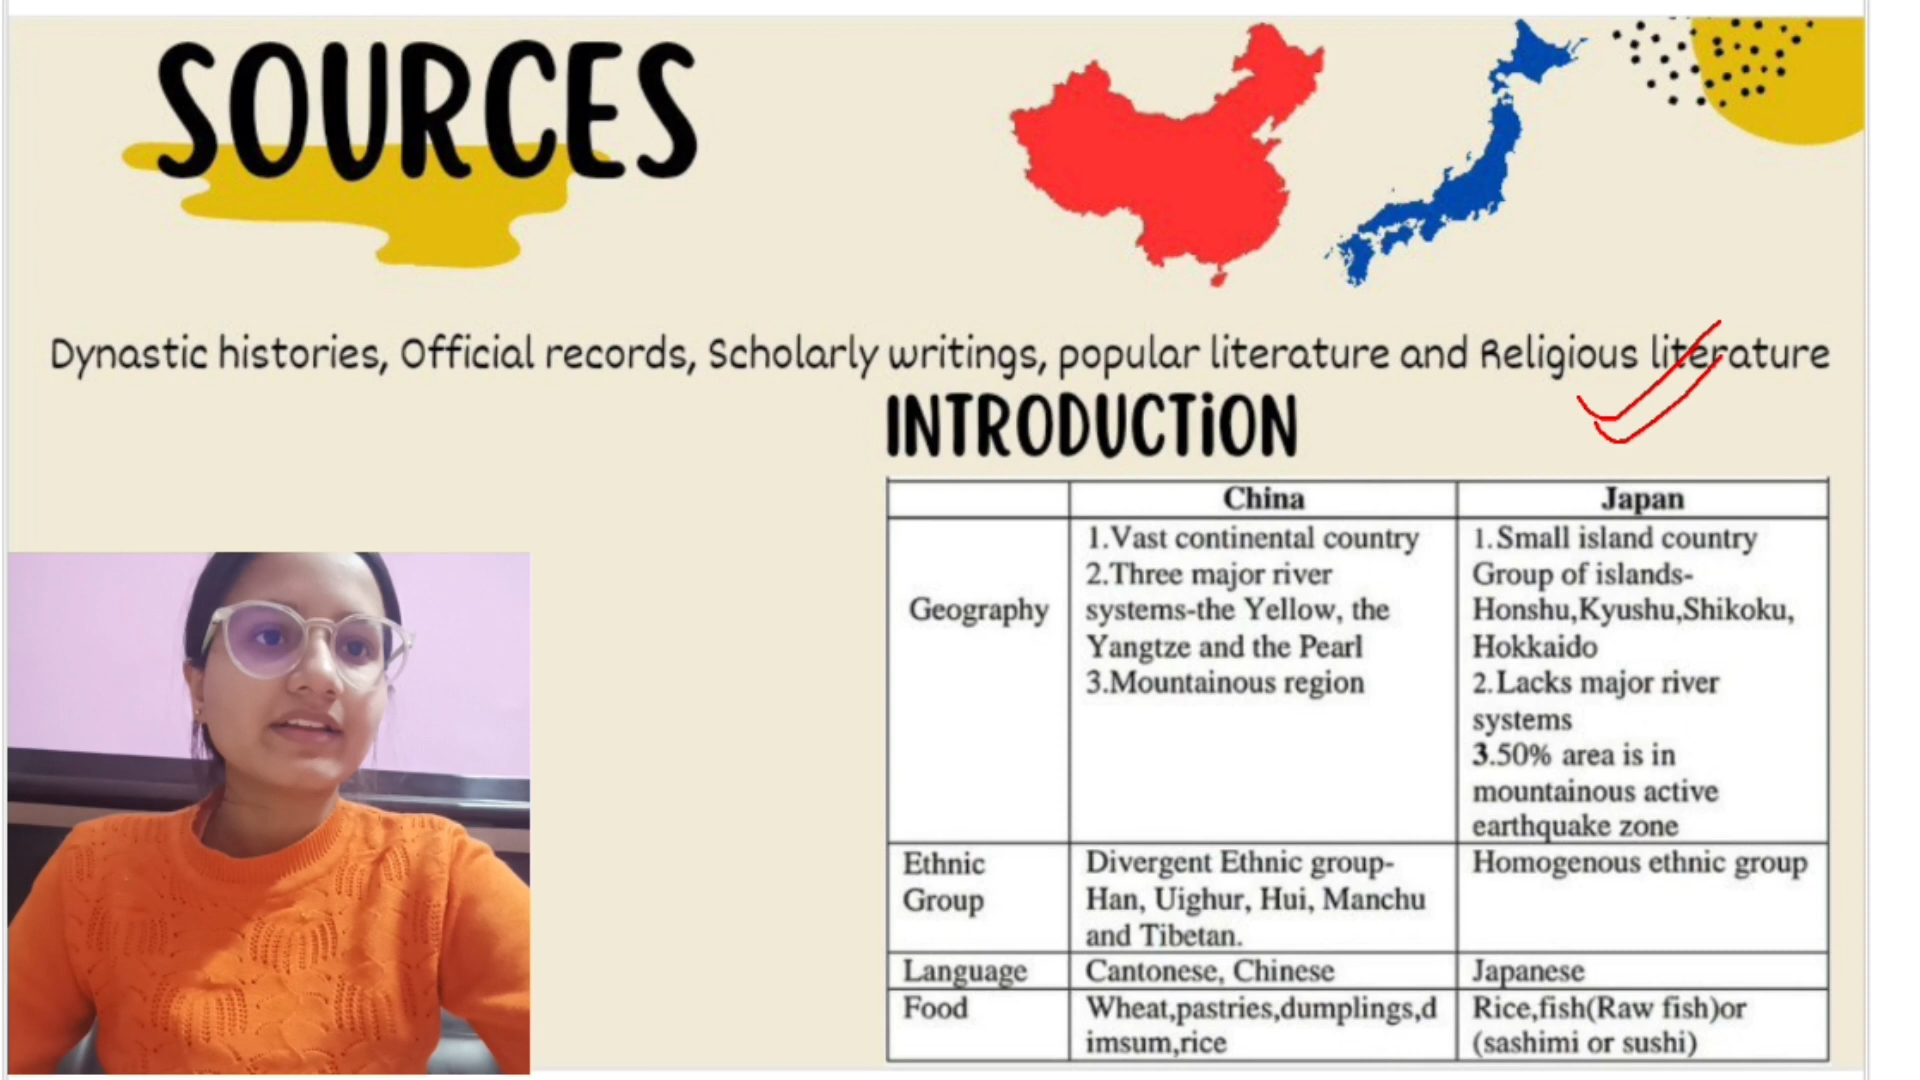 SOURCES
Dynastic histories, Official records, Scholarly writings, popular literature and Religious literature
INTRODUCTiON
China
Japan
Geography
1.Vast continental country
2.Three major river
systems-the Yellow, the
Yangtze and the Pearl
3.Mountainous region
1.Small island country
Group of islands-
Honshu,Kyushu,Shikoku,
Hokkaido
2.Lacks major river
systems
3.50% area is in
mountainous active
earthquake zone
Ethnic
Group
Divergent Ethnic group-
Han, Uighur, Hui, Manchu
and Tibetan.
Homogenous ethnic group
Language
Cantonese, Chinese
Japanese
Food
Wheat,pastries,dumplings,d
imsum,rice
Rice,fish(Raw fish)or
(sashimi or sushi)